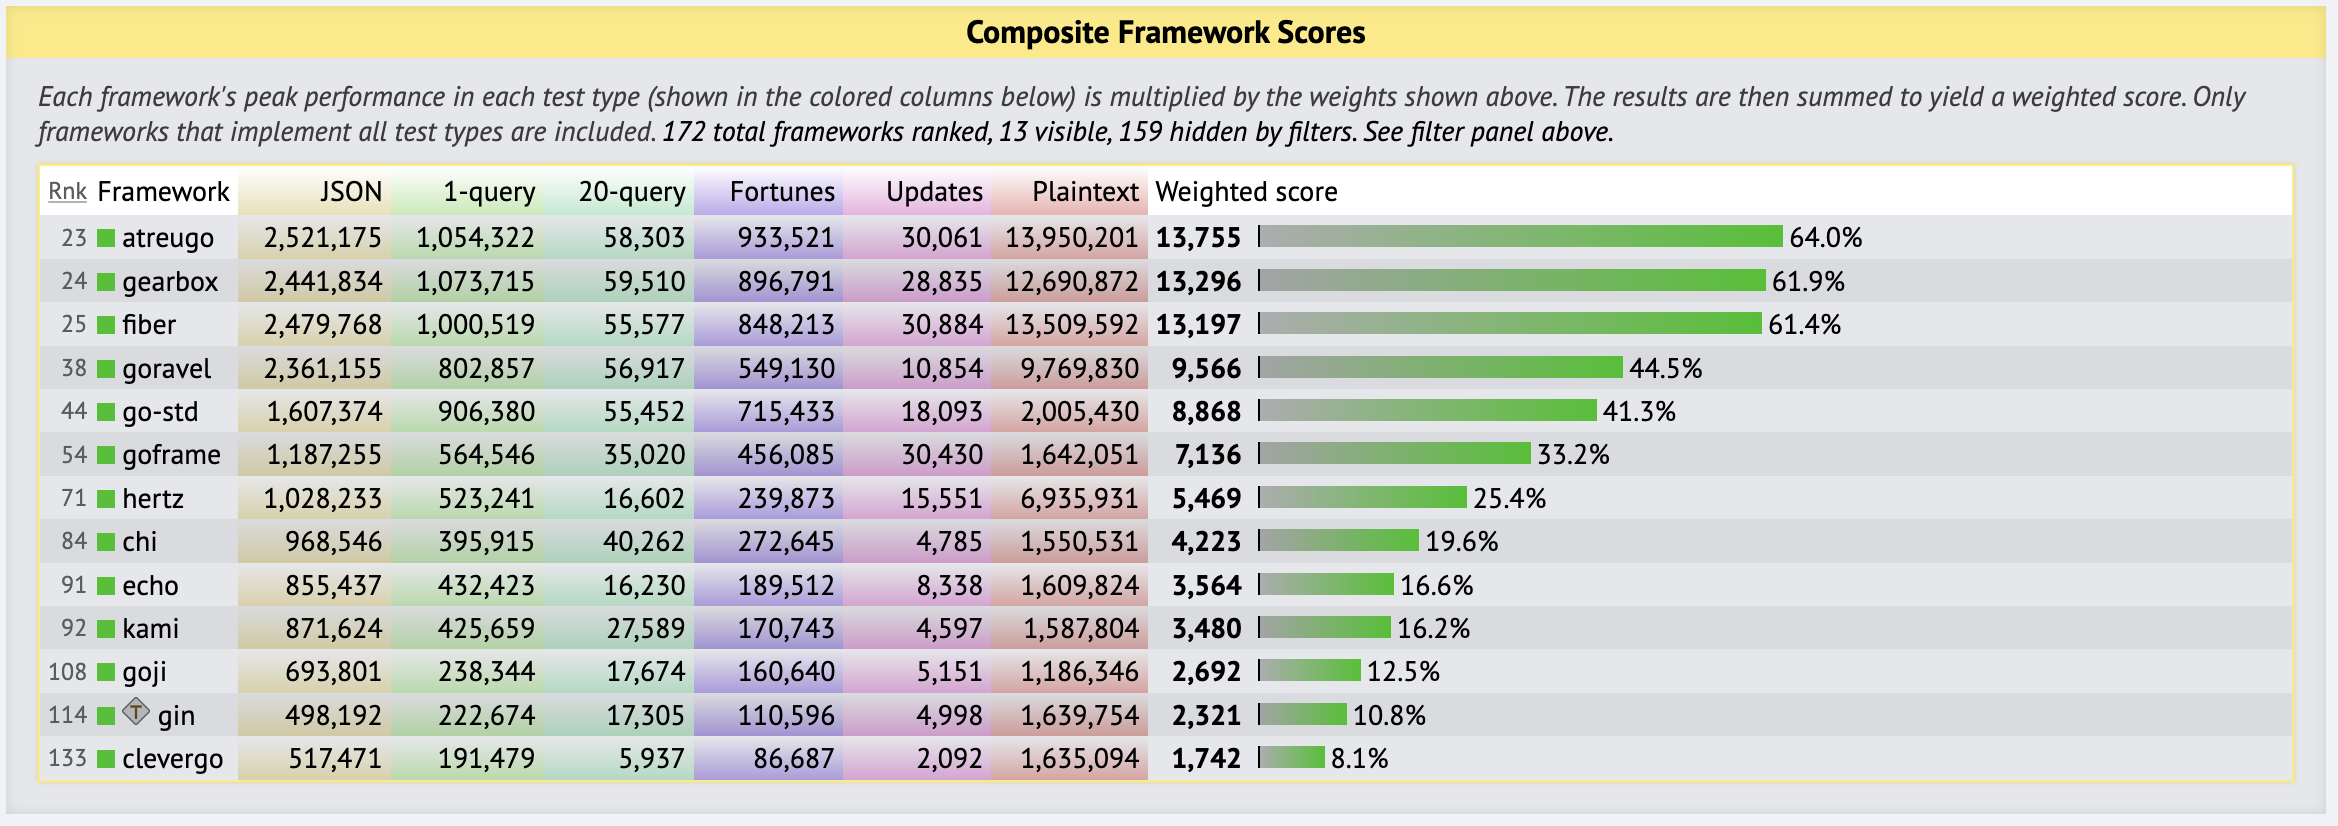 Composite Framework Scores
Each framework's peak performance in each test type (shown in the colored columns below) is multiplied by the weights shown above. The results are then summed to yield a weighted score. Only
frameworks that implement all test types are included. 172 total frameworks ranked, 13 visible, 159 hidden by filters. See filter panel above.
Rnk Framework JSON 1-query 20-query Fortunes Updates Plaintext Weighted score
23 atreugo 2,521,175 1,054,322 58,303 933,521 30,061 13,950,201 13,755 64.0%
24 gearbox 2,441,834 1,073,715 59,510 896,791 28,835 12,690,872 13,296 61.9%
25 fiber 2,479,768 1,000,519 55,577 848,213 30,884 13,509,592 13,197 61.4%
38 goravel 2,361,155 802,857 56,917 549,130 10,854 9,769,830 9,566 44.5%
44 go-std 1,607,374 906,380 55,452 715,433 18,093 2,005,430 8,868 41.3%
54 goframe 1,187,255 564,546 35,020 456,085 30,430 1,642,051 7,136 33.2%
71 hertz 1,028,233 523,241 16,602 239,873 15,551 6,935,931 5,469 25.4%
84 chi 968,546 395,915 40,262 272,645 4,785 1,550,531 4,223 19.6%
91 echo 855,437 432,423 16,230 189,512 8,338 1,609,824 3,564 16.6%
92 kami 871,624 425,659 27,589 170,743 4,597 1,587,804 3,480 16.2%
108 goji 693,801 238,344 17,674 160,640 5,151 1,186,346 2,692 12.5%
114 T gin 498,192 222,674 17,305 110,596 4,998 1,639,754 2,321 10.8%
133 clevergo 517,471 191,479 5,937 86,687 2,092 1,635,094 1,742 8.1%